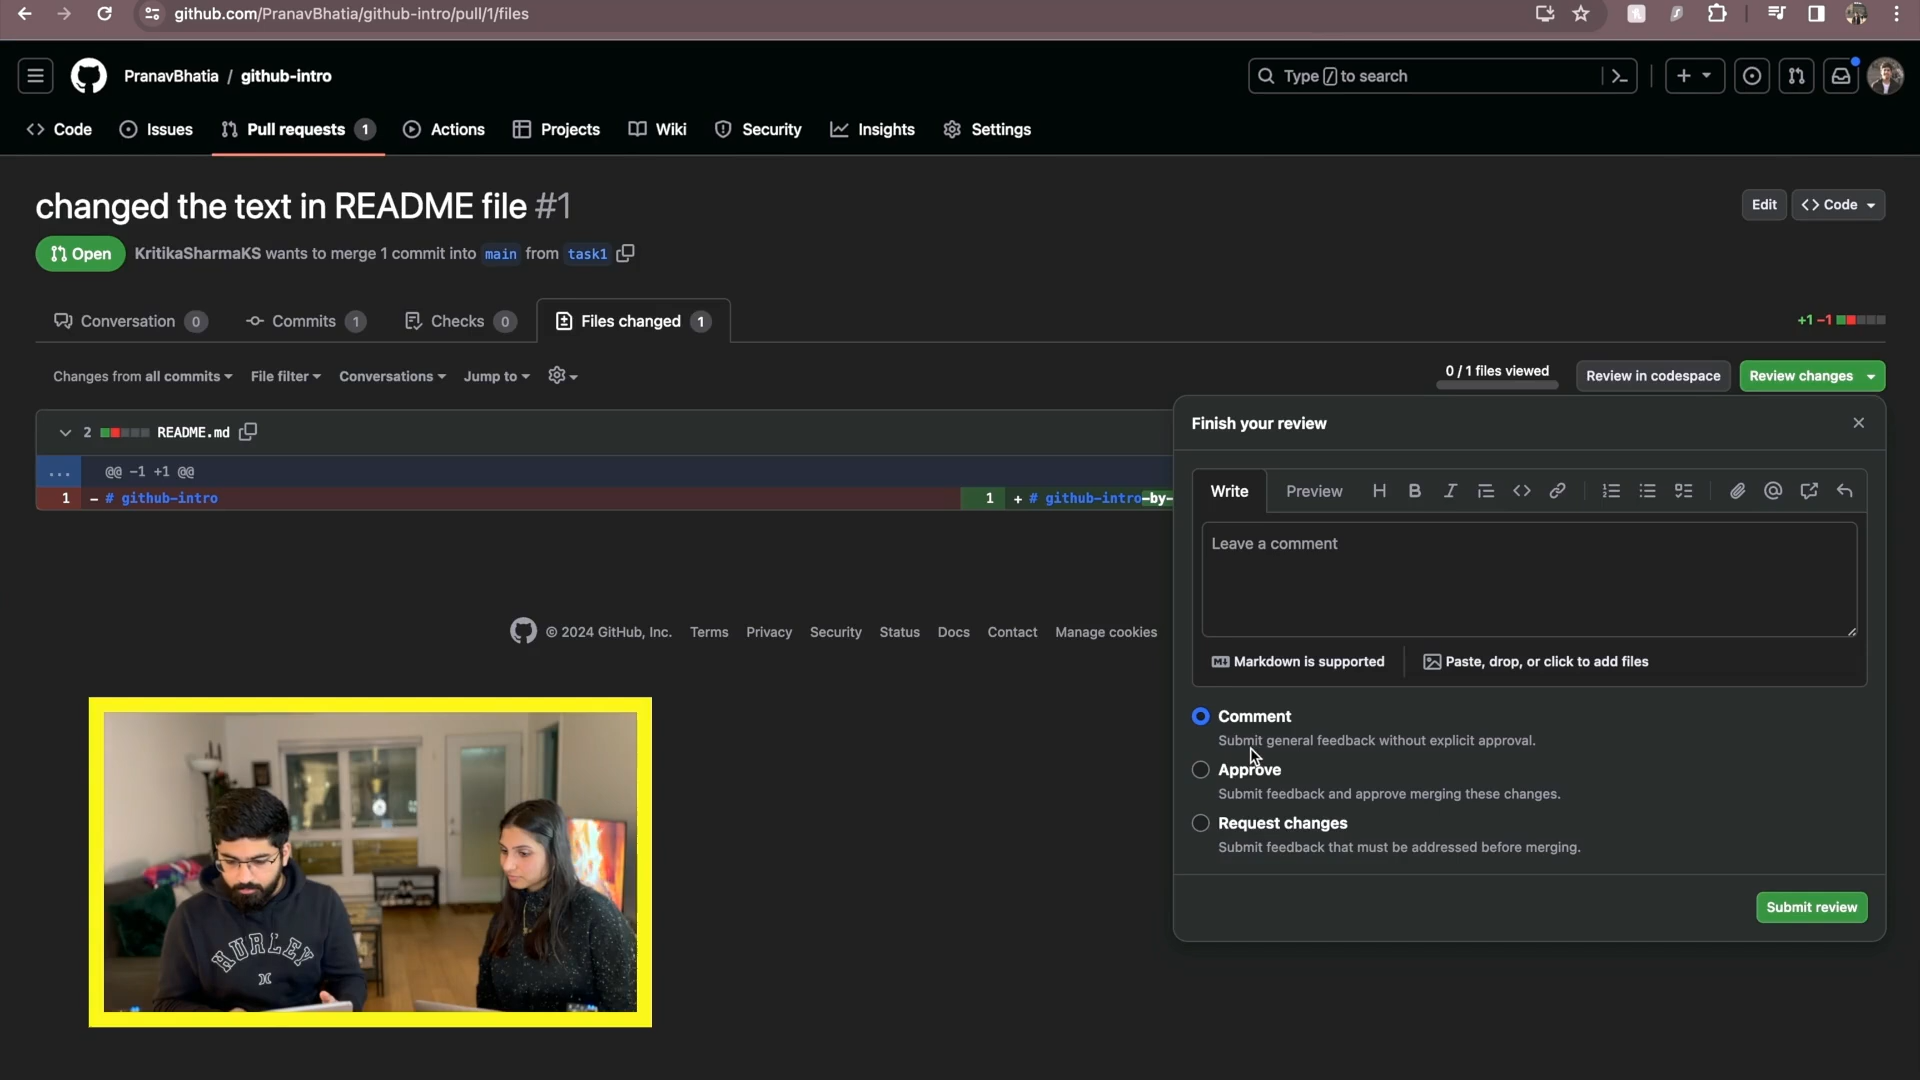 github.com/PranavBhatia/github-intro/pull/1/files
PranavBhatia / github-intro
Type / to search
Code
Issues
Pull requests 1
Actions
Projects
Wiki
Security
Insights
Settings
changed the text in README file #1
Edit
<> Code
Open
KritikaSharmaKS wants to merge 1 commit into main from task1
Conversation 0
Commits 1
Checks 0
Files changed 1
+1 −1
Changes from all commits
File filter
Conversations
Jump to
0 / 1 files viewed
Review in codespace
Review changes
2 README.md
... @@ -1 +1 @@
1 - # github-intro
1 + # github-intro-by-
Finish your review
Write
Preview
Leave a comment
Markdown is supported
Paste, drop, or click to add files
Comment
Submit general feedback without explicit approval.
Approve
Submit feedback and approve merging these changes.
Request changes
Submit feedback that must be addressed before merging.
Submit review
© 2024 GitHub, Inc.
Terms
Privacy
Security
Status
Docs
Contact
Manage cookies
HURLEY